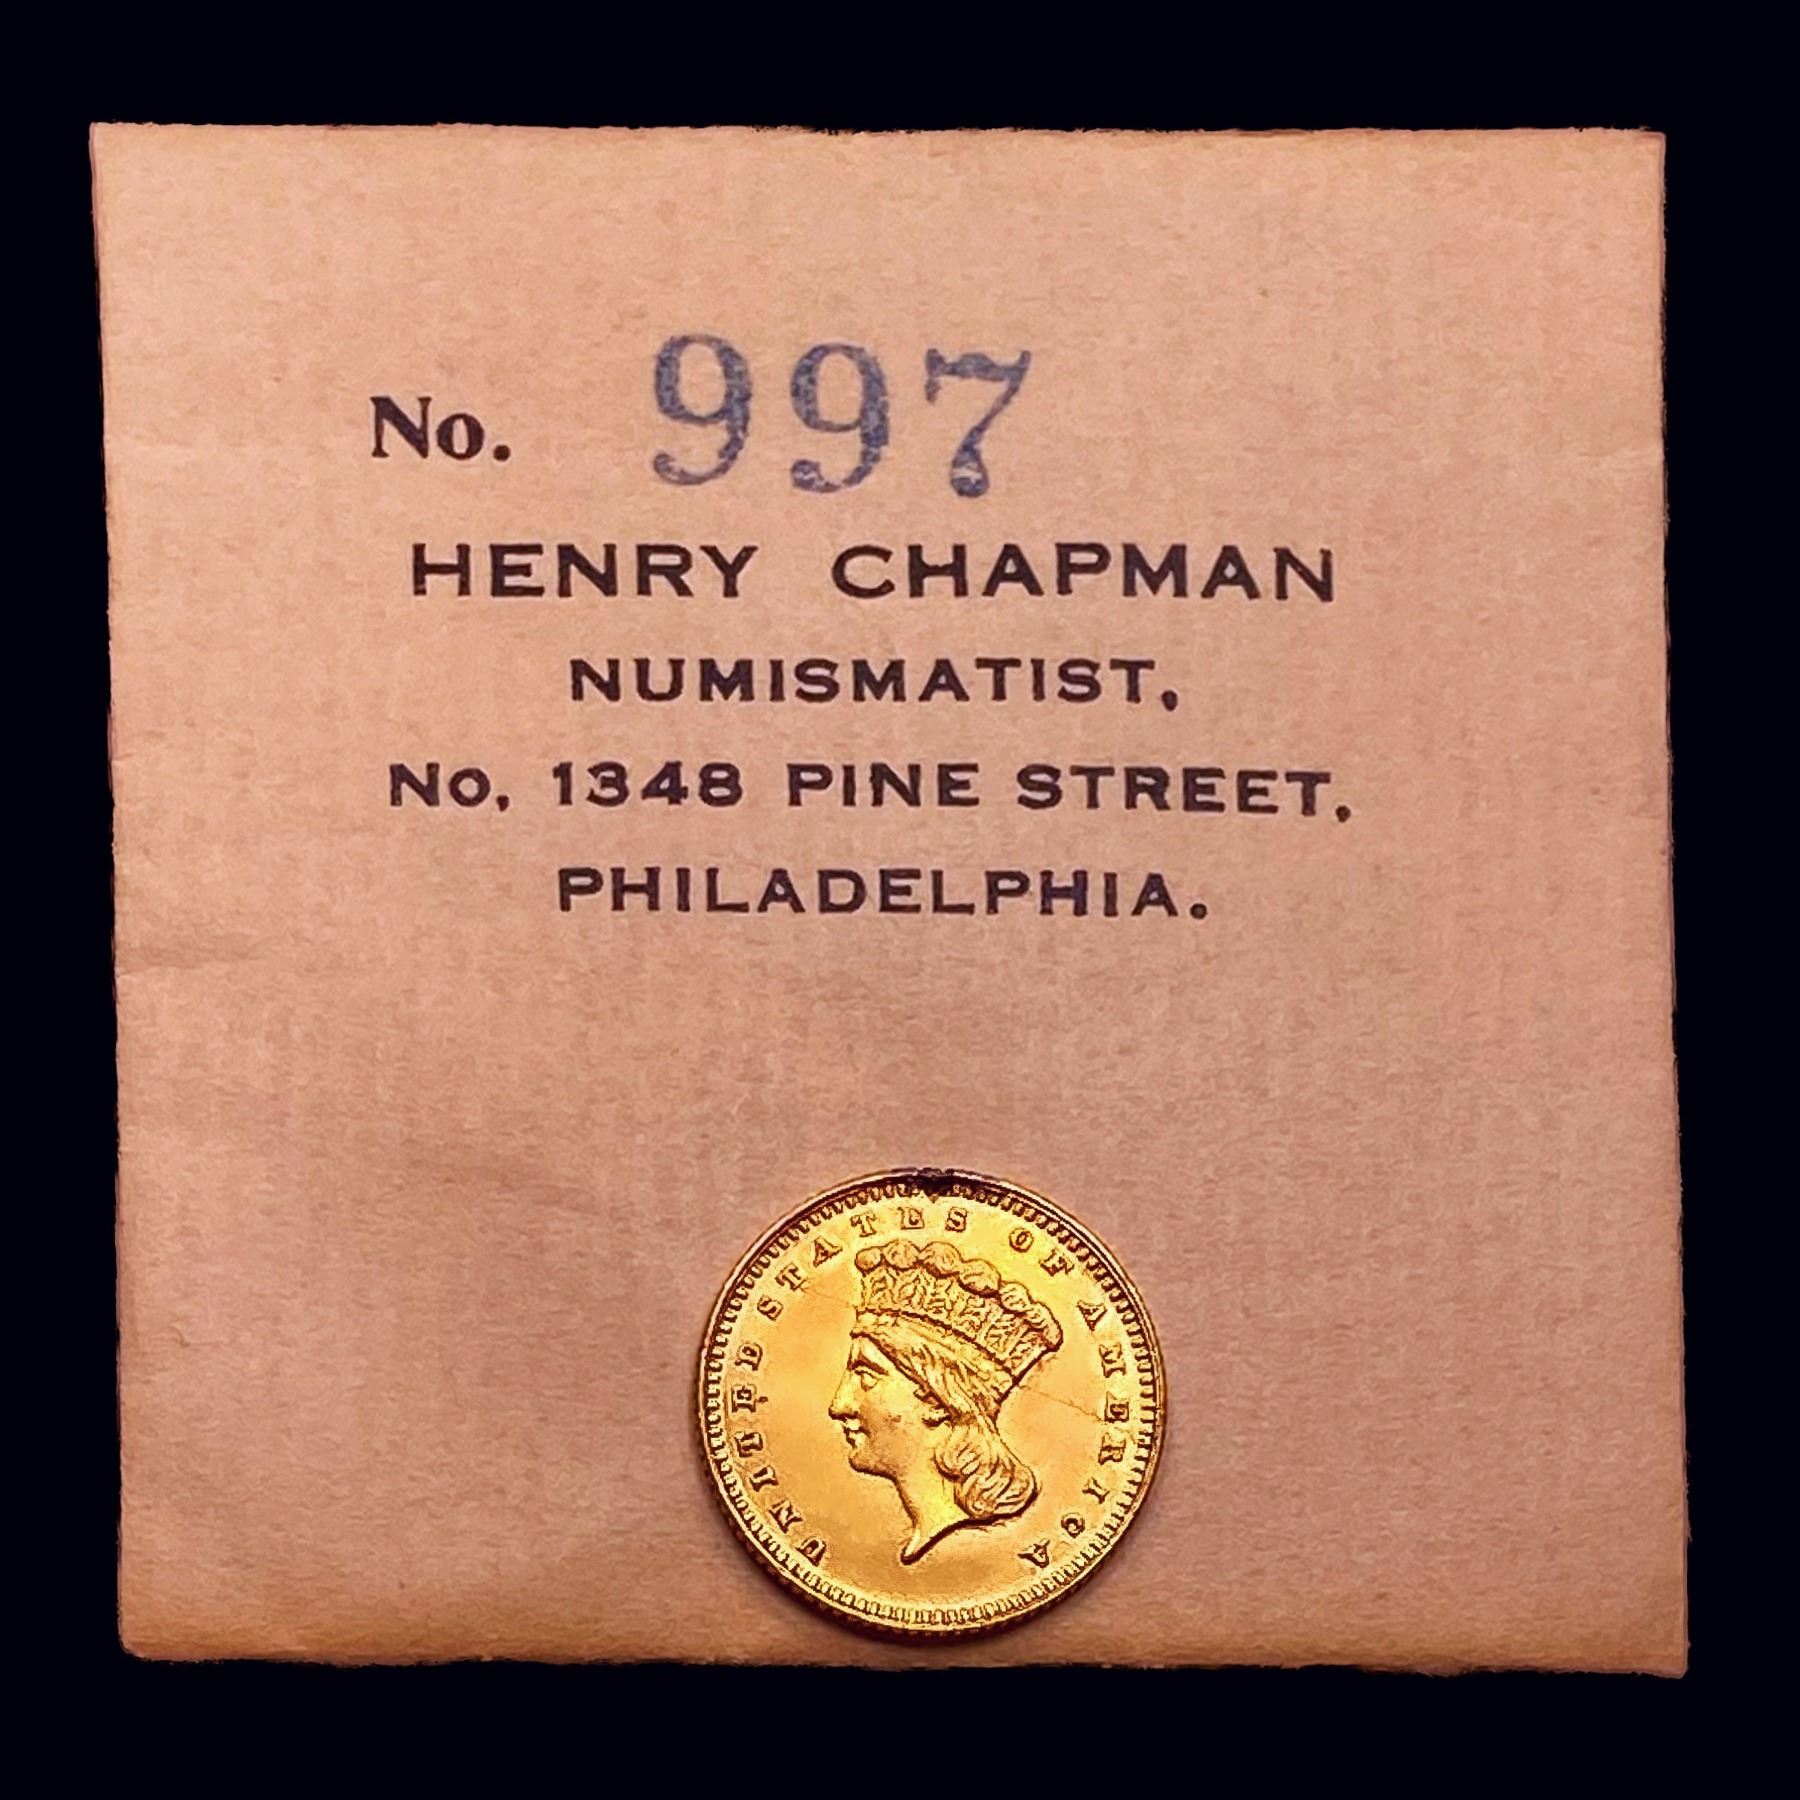 No. 997
HENRY CHAPMAN
NUMISMATIST,
No, 1348 PINE STREET,
PHILADELPHIA.
UNITED STATES OF AMERICA